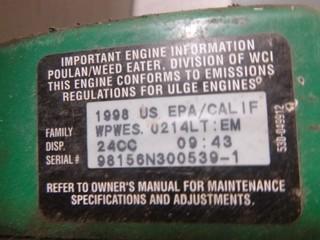 IMPORTANT ENGINE INFORMATION
POULAN/WEED EATER, DIVISION OF WCI
THIS ENGINE CONFORMS TO EMISSIONS
REGULATIONS FOR ULGE ENGINES
1998 US EPA/CALIF
FAMILY WPWES.0214LT:EM
DISP. 24CC 09:43
SERIAL # 98156N300539-1
REFER TO OWNER'S MANUAL FOR MAINTENANCE
SPECIFICATIONS AND ADJUSTMENTS.
530-049912